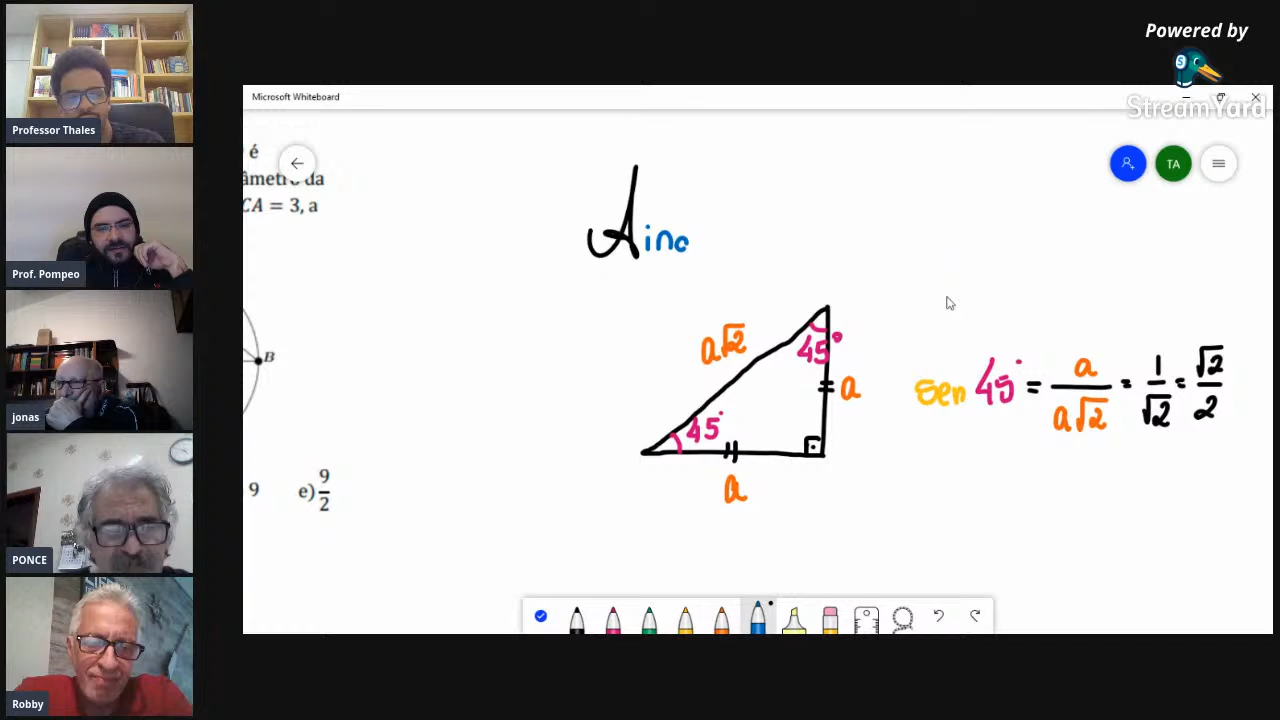 Powered by
StreamYard
Microsoft Whiteboard
Professor Thales
Prof. Pompeo
jonas
PONCE
Robby
TA
é
âmetro da
CA = 3, a
B
9 e) 9/2
Ainc
a√2
45°
45°
a
a
sen 45° = a/a√2 = 1/√2 = √2/2